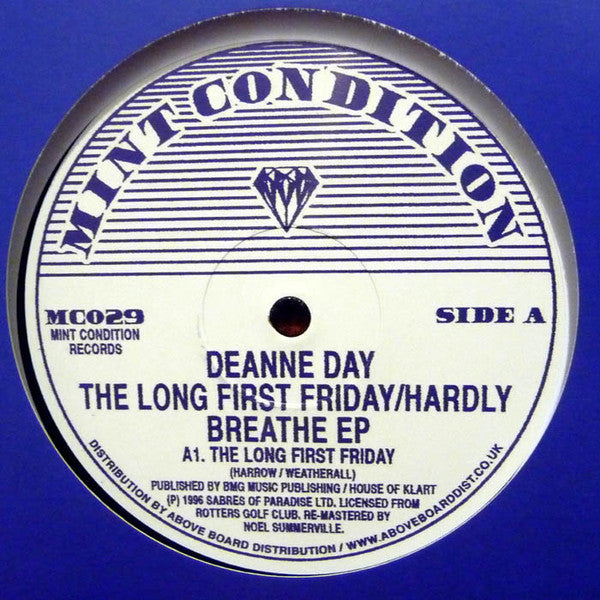 MINT CONDITION
MC029
MINT CONDITION
RECORDS
SIDE A
DEANNE DAY
THE LONG FIRST FRIDAY/HARDLY
BREATHE EP
A1. THE LONG FIRST FRIDAY
(HARROW / WEATHERALL)
PUBLISHED BY BMG MUSIC PUBLISHING / HOUSE OF KLART
(P) 1996 SABRES OF PARADISE LTD. LICENSED FROM
ROTTERS GOLF CLUB. RE-MASTERED BY
NOEL SUMMERVILLE.
DISTRIBUTION BY ABOVE BOARD DISTRIBUTION / WWW.ABOVEBOARDDIST.CO.UK